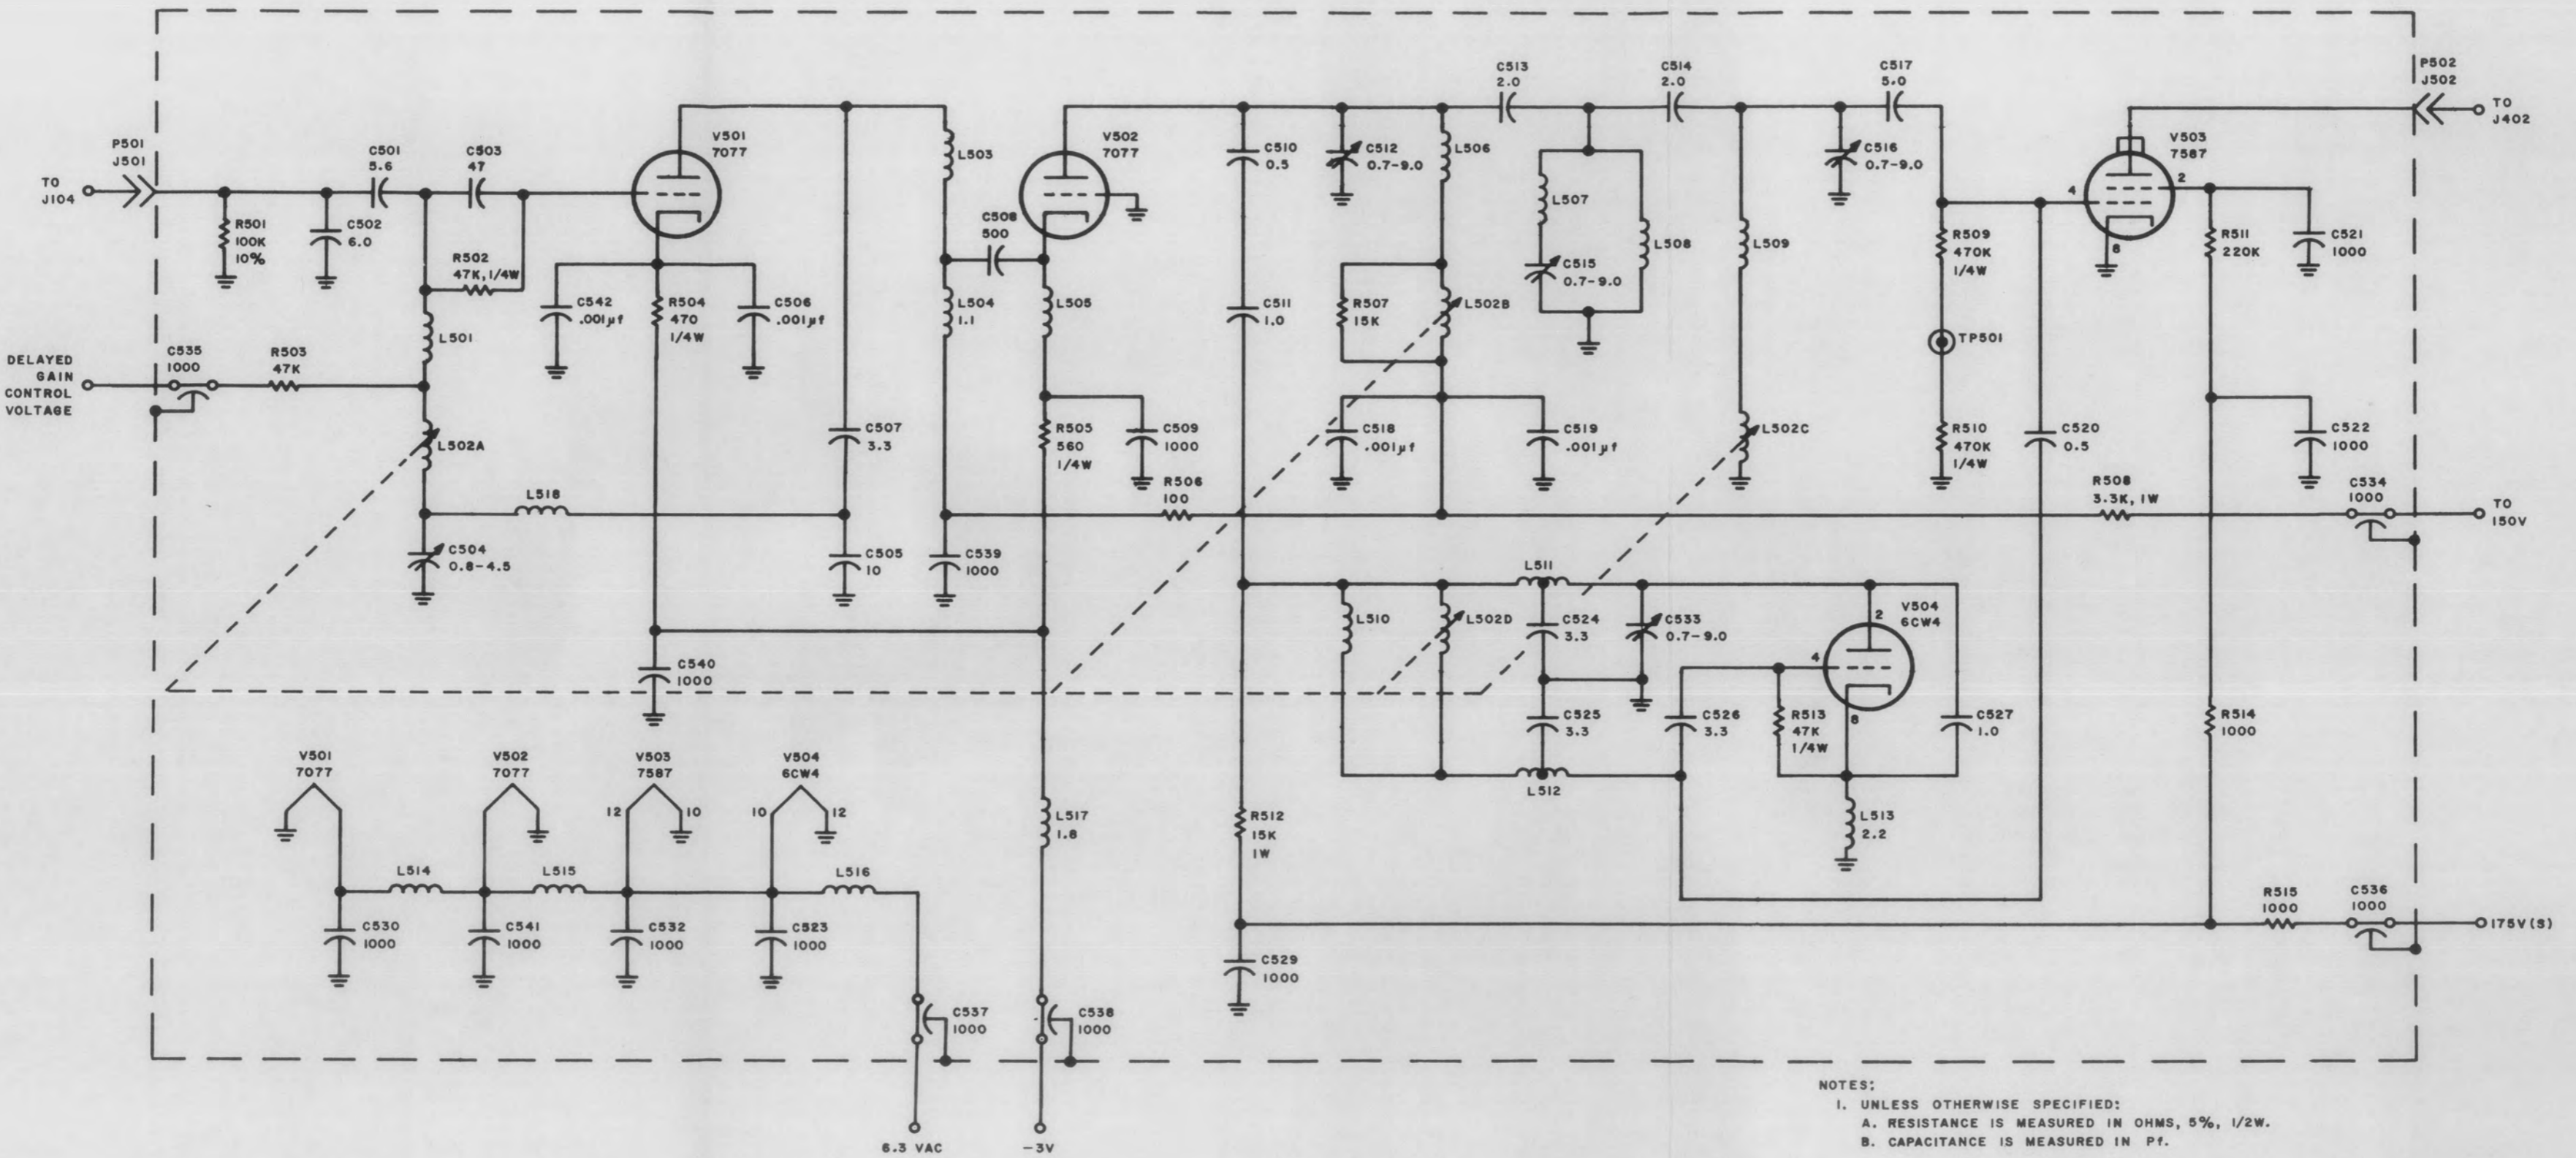 C513
2.0
C514
2.0
C517
5.0
P502
J502
TO
J402
P501
J501
TO
J104
C501
5.6
C503
47
V501
7077
L503
V502
7077
C510
0.5
C512
0.7-9.0
L506
C516
0.7-9.0
V503
7587
4
2
8
R501
100K
10%
C502
6.0
R502
47K, 1/4W
C508
500
L507
L508
L509
R509
470K
1/4W
R511
220K
C521
1000
C542
.001µf
R504
470
1/4W
C506
.001µf
L504
1.1
L505
C511
1.0
R507
15K
L502B
C515
0.7-9.0
TP501
L501
DELAYED
GAIN
CONTROL
VOLTAGE
C535
1000
R503
47K
L502A
C507
3.3
R505
560
1/4W
C509
1000
C518
.001µf
C519
.001µf
L502C
R510
470K
1/4W
C520
0.5
C522
1000
L518
R506
100
R508
3.3K, 1W
C534
1000
TO
150V
C504
0.8-4.5
C505
10
C539
1000
L511
L510
L502D
C524
3.3
C533
0.7-9.0
2
V504
6CW4
4
8
C540
1000
C525
3.3
C526
3.3
R513
47K
1/4W
C527
1.0
R514
1000
V501
7077
V502
7077
V503
7587
V504
6CW4
12
10
10
12
L512
L517
1.8
R512
15K
1W
L513
2.2
L514
L515
L516
R515
1000
C536
1000
175V(S)
C530
1000
C541
1000
C532
1000
C523
1000
C529
1000
C537
1000
C538
1000
6.3 VAC
-3V
NOTES:
1. UNLESS OTHERWISE SPECIFIED:
A. RESISTANCE IS MEASURED IN OHMS, 5%, 1/2W.
B. CAPACITANCE IS MEASURED IN Pf.